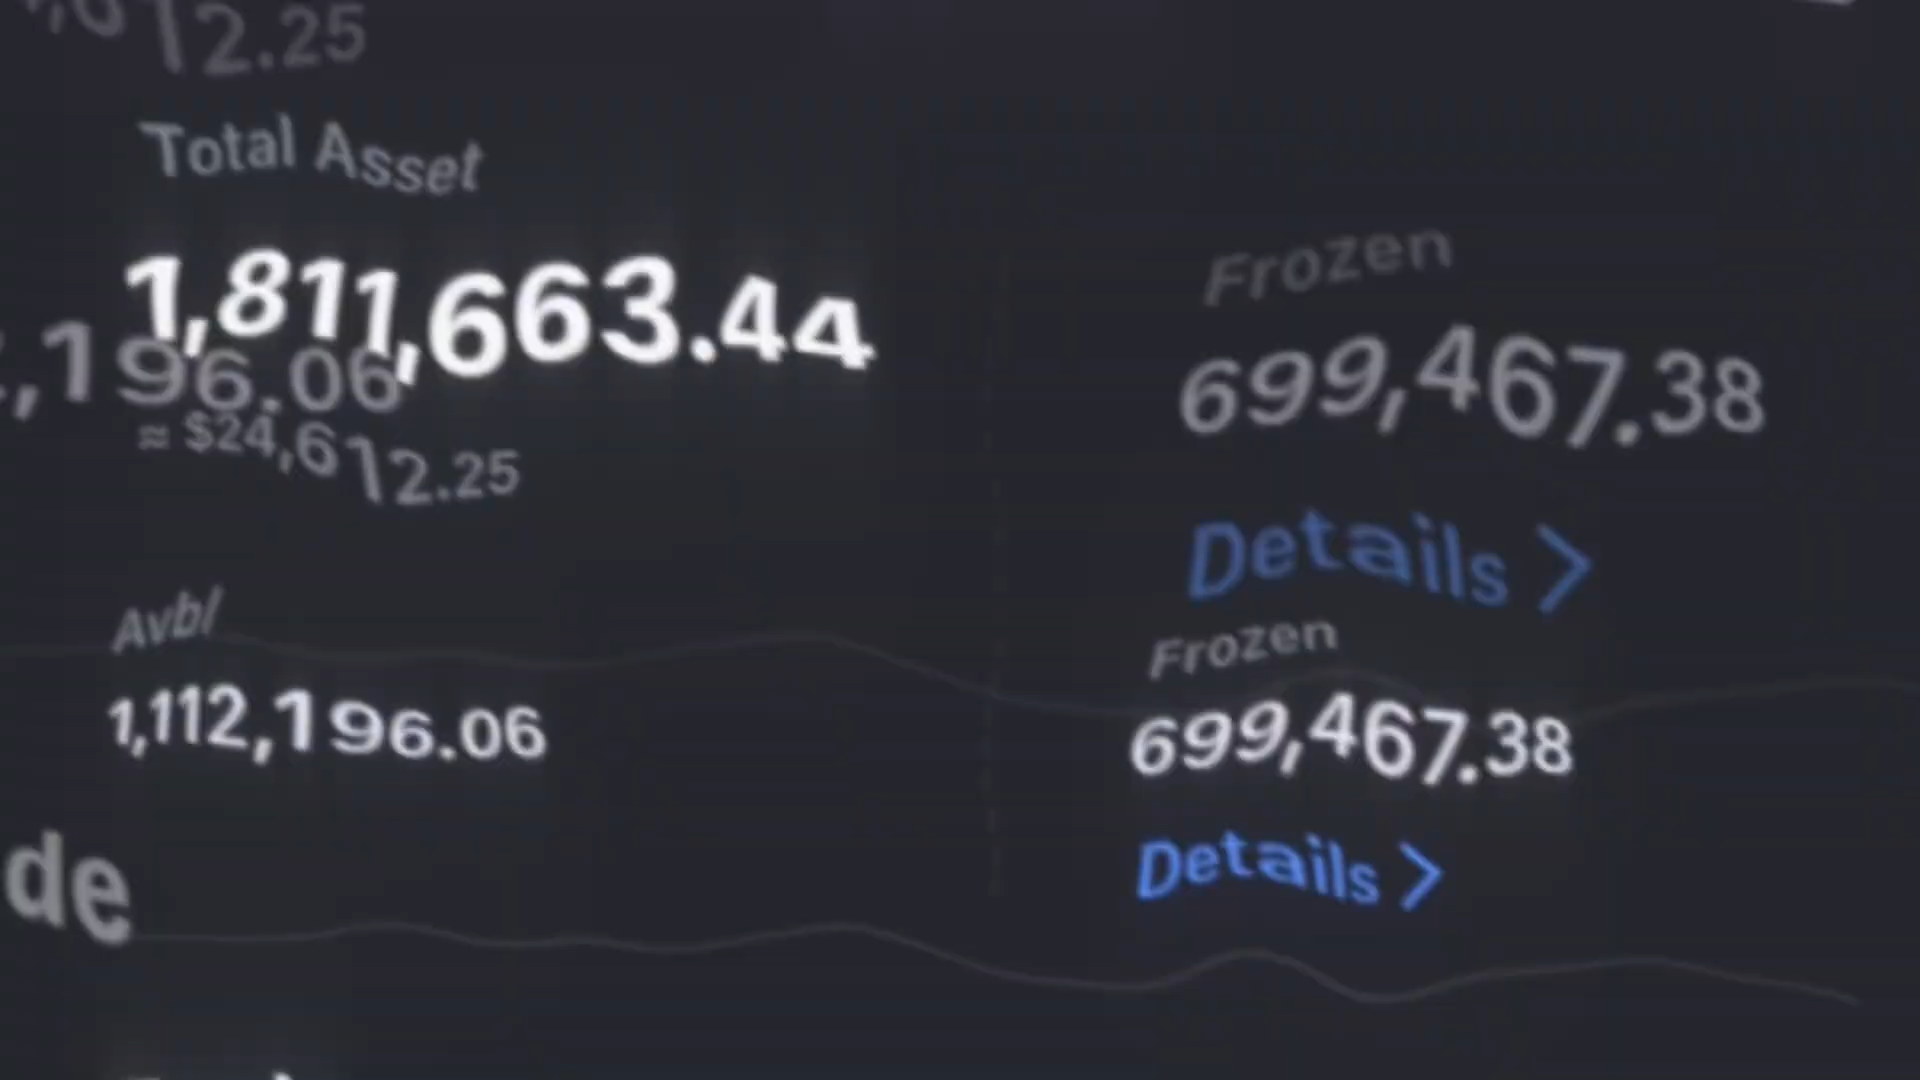 12.25
Total Asset
1,811,663.44
,196.06
≈ $24,612.25
Frozen
699,467.38
Details >
Avbl
1,112,196.06
Frozen
699,467.38
Details >
de